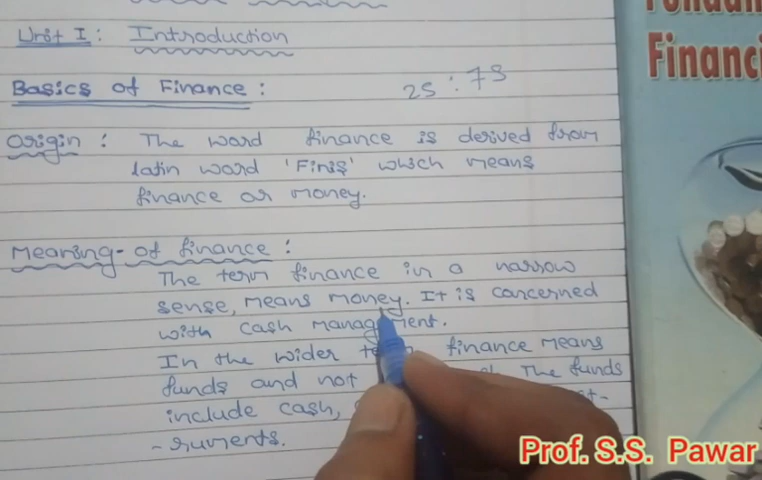 Unit I: Introduction
Basics of Finance :
25 : 75
Origin : The word finance is derived from
latin word 'Finis' which means
finance or money.
Meaning- of finance :
The term finance in a narrow
sense, means money. It is concerned
with cash management.
In the wider finance means
funds and not The funds
include cash,
-ruments.
Financi
Prof. S.S. Pawar